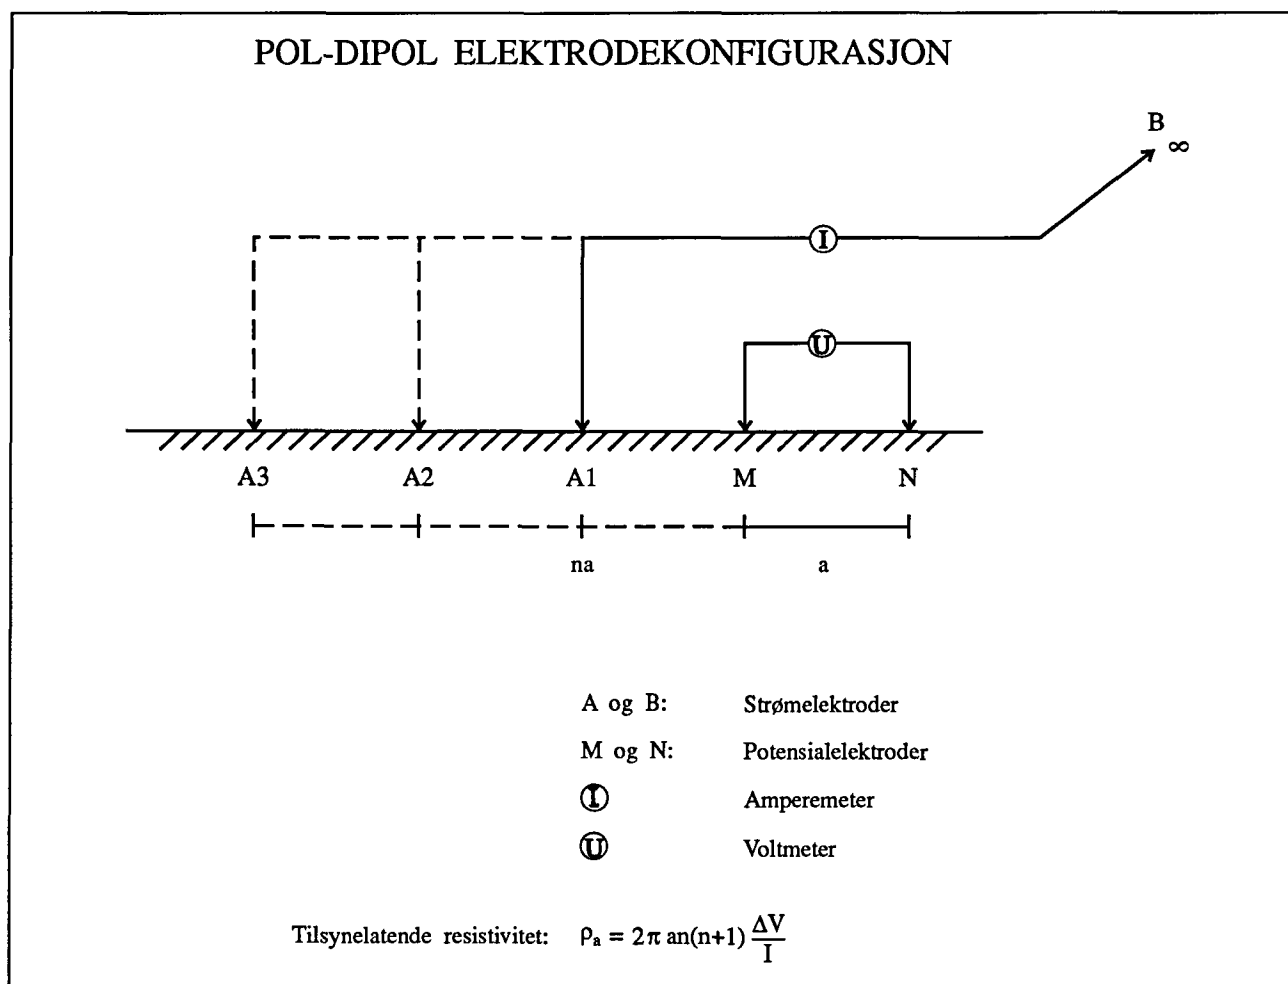 POL-DIPOL ELEKTRODEKONFIGURASJON
B
∞
I
U
A3 A2 A1 M N
na a
A og B: Strømelektroder
M og N: Potensialelektroder
I Amperemeter
U Voltmeter
Tilsynelatende resistivitet: ρₐ = 2π an(n+1) ΔV/I